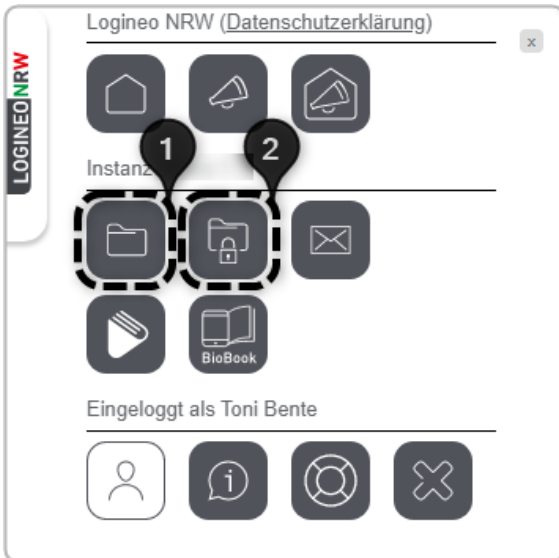 Logineo NRW (Datenschutzerklärung)
x
LOGINEO NRW
1
2
Instanz
BioBook
Eingeloggt als Toni Bente
i